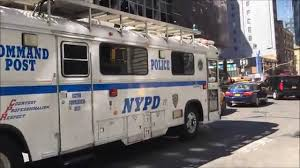 COMMAND
POST
POLICE
NYPD
COURTESY
PROFESSIONALISM
RESPECT